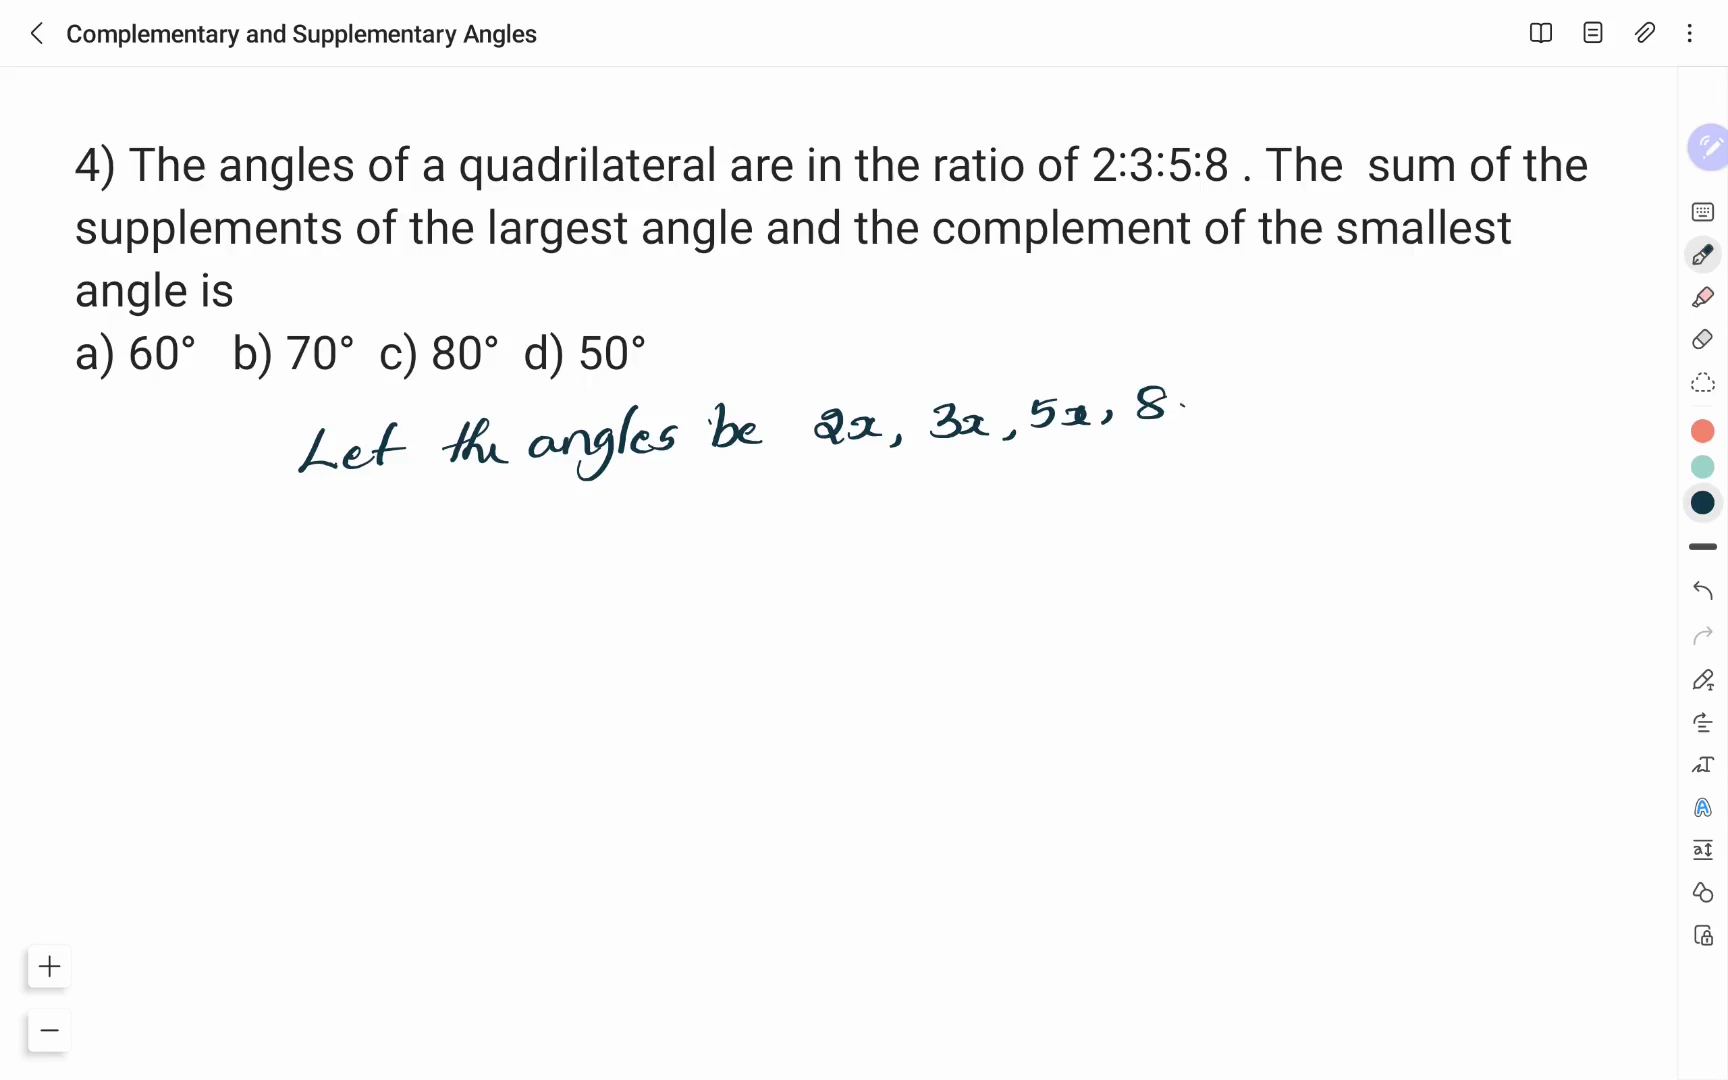 Complementary and Supplementary Angles
4) The angles of a quadrilateral are in the ratio of 2:3:5:8 . The sum of the
supplements of the largest angle and the complement of the smallest
angle is
a) 60° b) 70° c) 80° d) 50°
Let the angles be 2x, 3x, 5x, 8